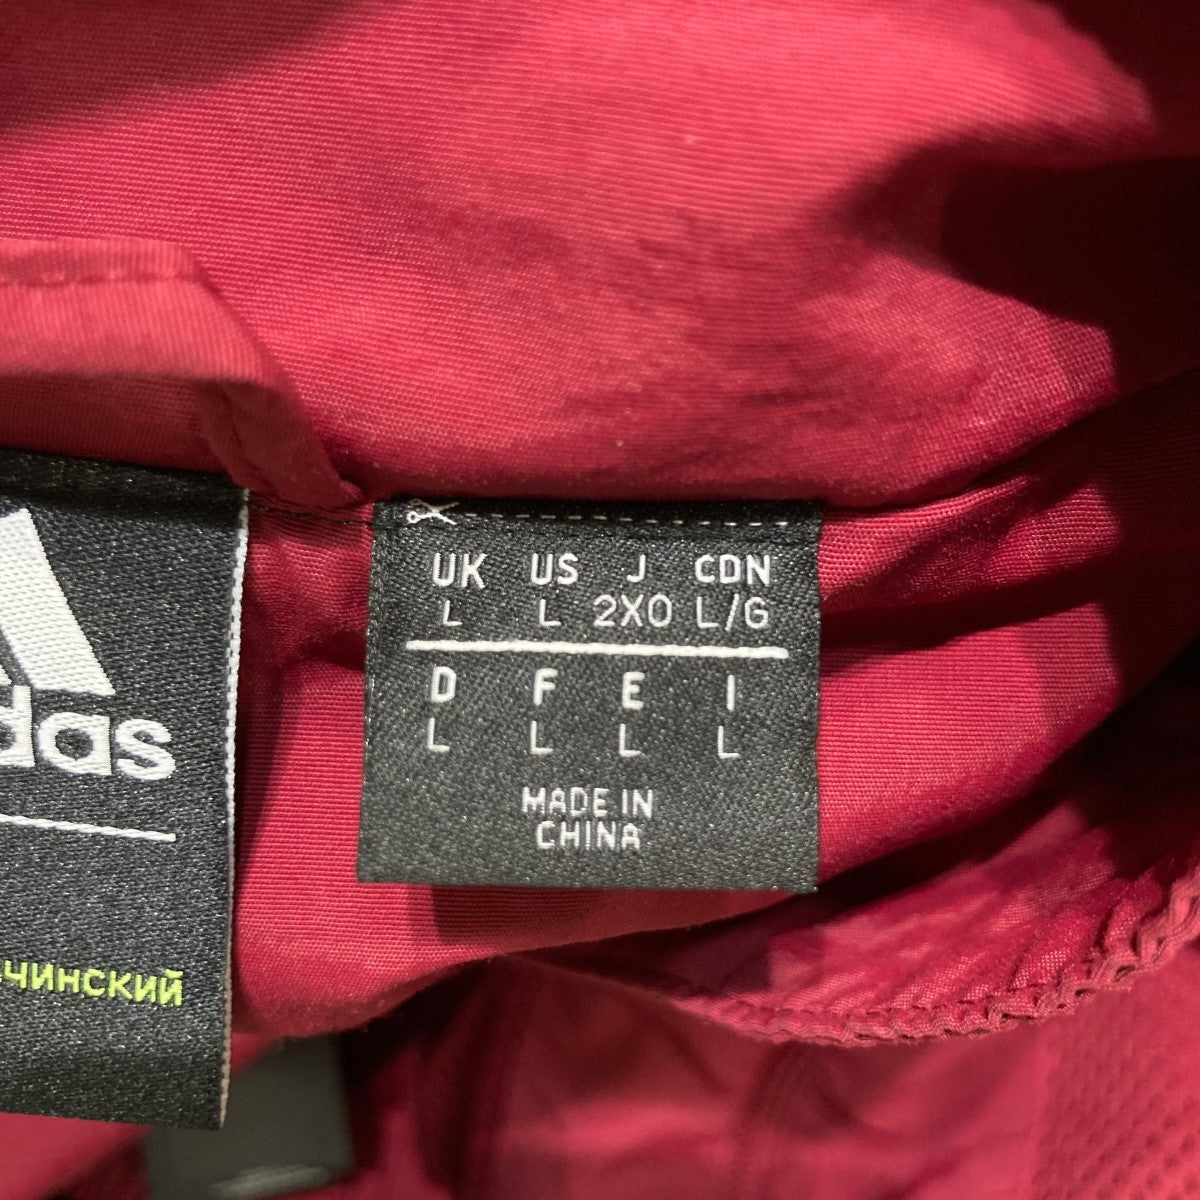 UK US J CDN
L L 2XO L/G
D F E I
L L L L
MADE IN
CHINA
das
чинский